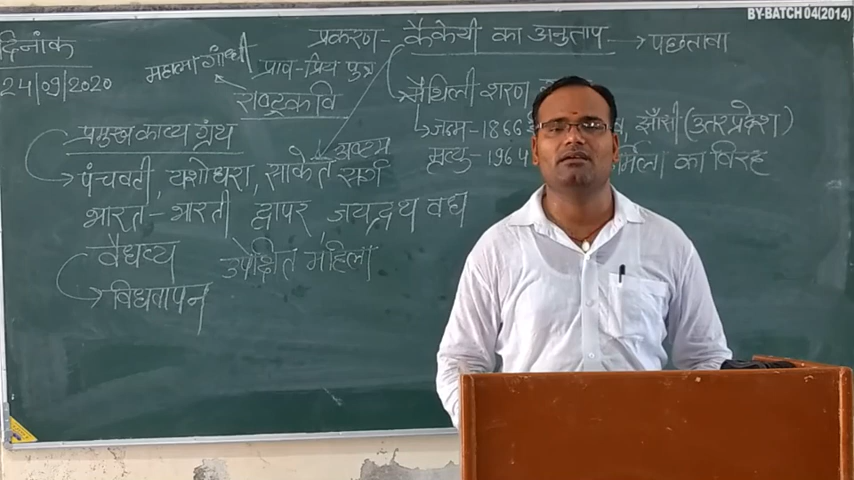 BY-BATCH 04(2014)
दिनांक
24/09/2020
प्रकरण- कैकेयी का अनुताप → पछतावा
महात्मा गाँधी
प्राव-प्रिय पुत्र
राष्ट्रकवि
मैथिली शरण
प्रमुख काव्य ग्रंथ
जन्म-1866 झाँसी (उत्तरप्रदेश)
मृत्यु-1964
का विरह
अष्टम
पंचवटी, यशोधरा, साकेत सर्ग
भारत-भारती द्वापर, जयद्रथ वध
वैधव्य
उपेक्षित महिला
विधवापन